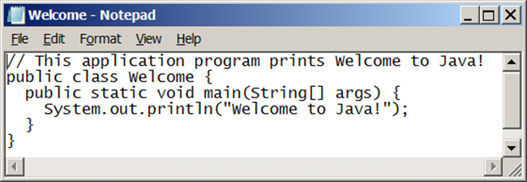 Welcome - Notepad
File Edit Format View Help
// This application program prints Welcome to Java!
public class Welcome {
  public static void main(String[] args) {
    System.out.println("Welcome to Java!");
  }
}